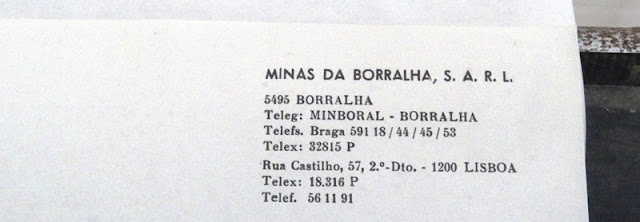 MINAS DA BORRALHA, S. A. R. L.
5495 BORRALHA
Teleg: MINBORAL - BORRALHA
Telefs. Braga 591 18 / 44 / 45 / 53
Telex: 32815 P
Rua Castilho, 57, 2.º-Dto. - 1200 LISBOA
Telex: 18.316 P
Telef. 56 11 91